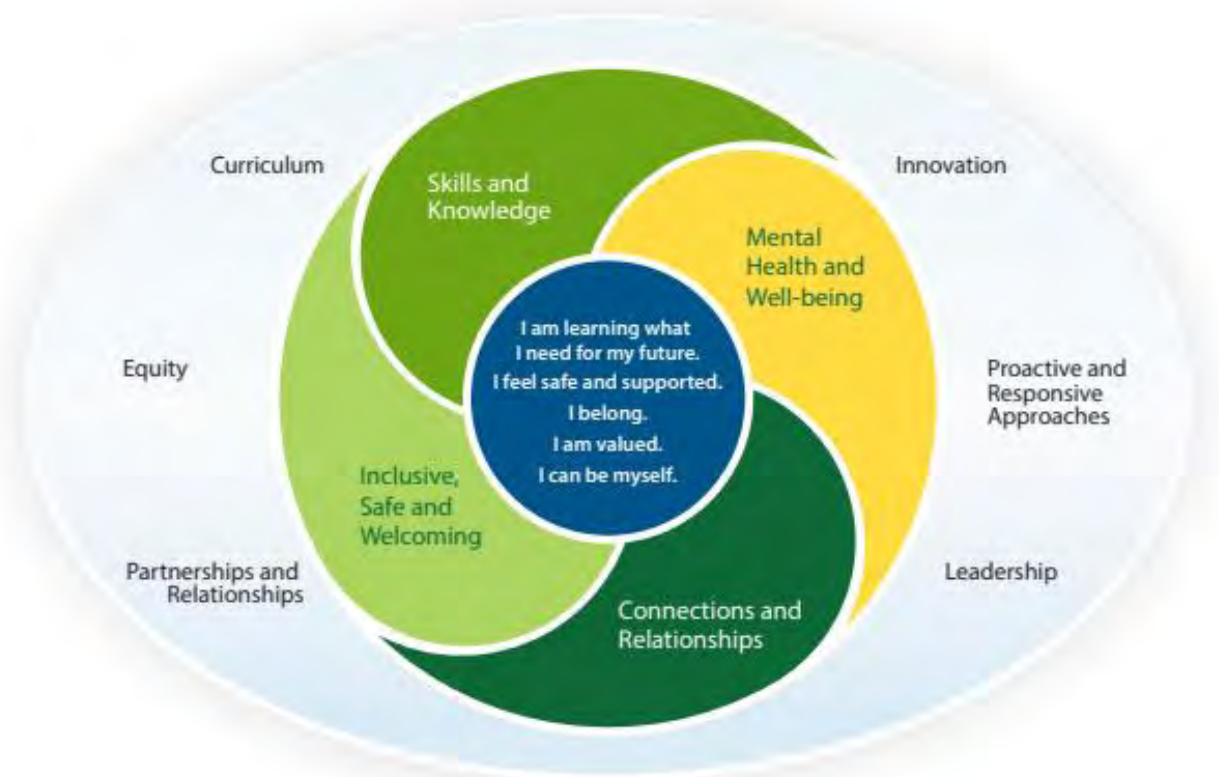 Curriculum
Innovation
Skills and
Knowledge
Mental
Health and
Well-being
I am learning what
I need for my future.
I feel safe and supported.
I belong.
I am valued.
I can be myself.
Equity
Proactive and
Responsive
Approaches
Inclusive,
Safe and
Welcoming
Partnerships and
Relationships
Leadership
Connections and
Relationships